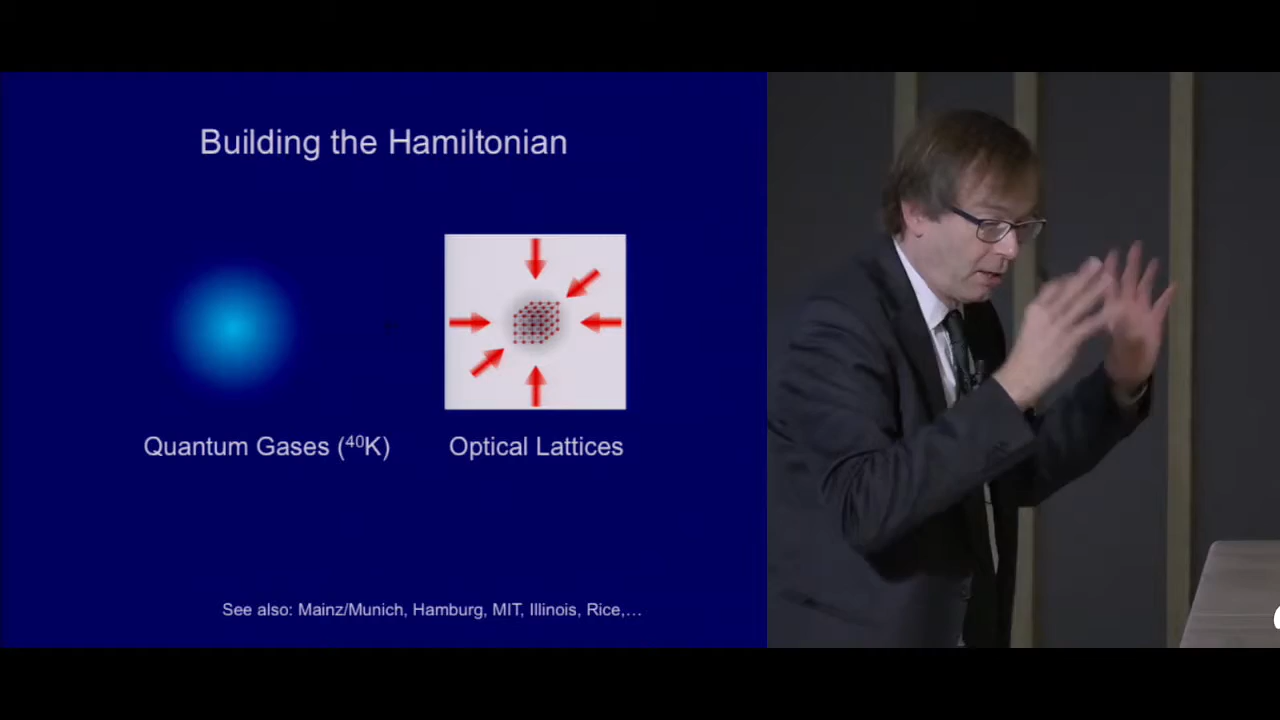 Building the Hamiltonian
Quantum Gases (⁴⁰K)
Optical Lattices
See also: Mainz/Munich, Hamburg, MIT, Illinois, Rice,…